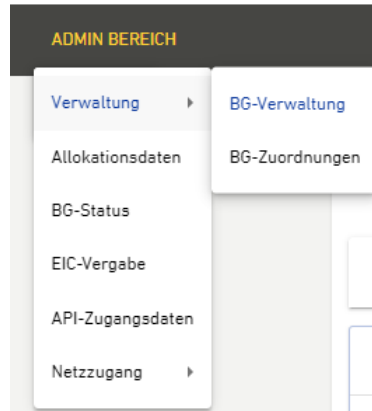 ADMIN BEREICH
Verwaltung
BG-Verwaltung
Allokationsdaten
BG-Zuordnungen
BG-Status
EIC-Vergabe
API-Zugangsdaten
Netzzugang